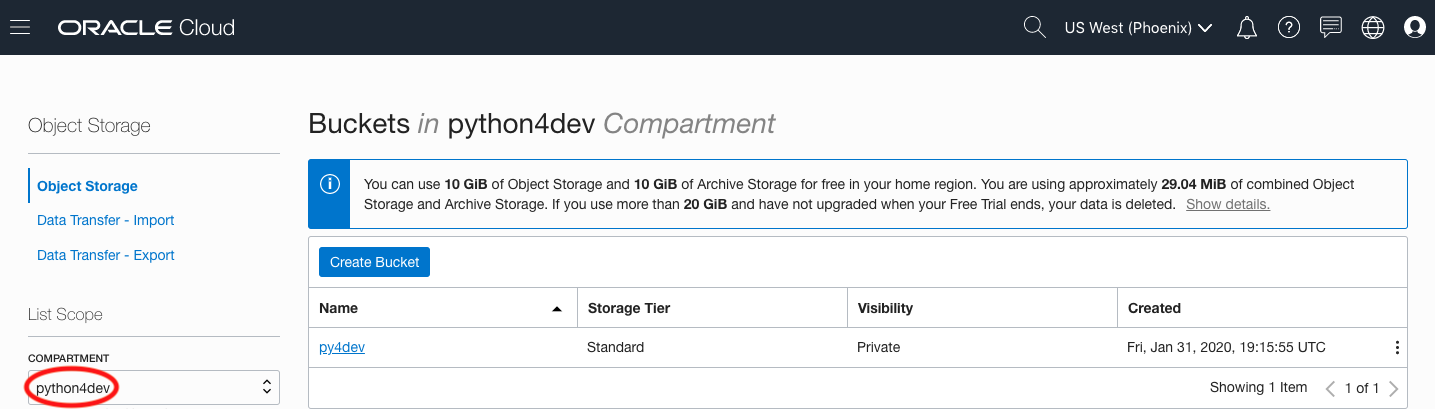 ORACLE Cloud
US West (Phoenix)
Object Storage
Object Storage
Data Transfer - Import
Data Transfer - Export
List Scope
COMPARTMENT
python4dev
Buckets in python4dev Compartment
You can use 10 GiB of Object Storage and 10 GiB of Archive Storage for free in your home region. You are using approximately 29.04 MiB of combined Object
Storage and Archive Storage. If you use more than 20 GiB and have not upgraded when your Free Trial ends, your data is deleted. Show details.
Create Bucket
Name Storage Tier Visibility Created
py4dev Standard Private Fri, Jan 31, 2020, 19:15:55 UTC
Showing 1 Item 1 of 1